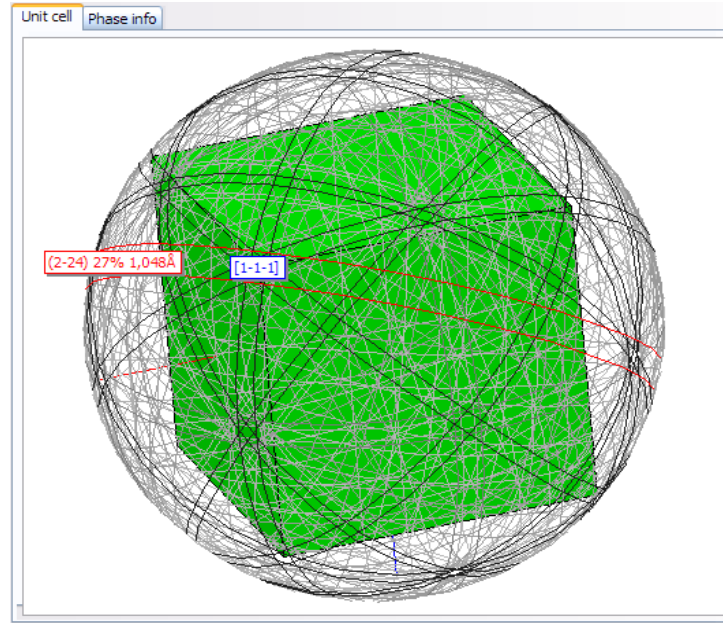 Unit cell
Phase info
(2-24) 27% 1,048Å
[1-1-1]